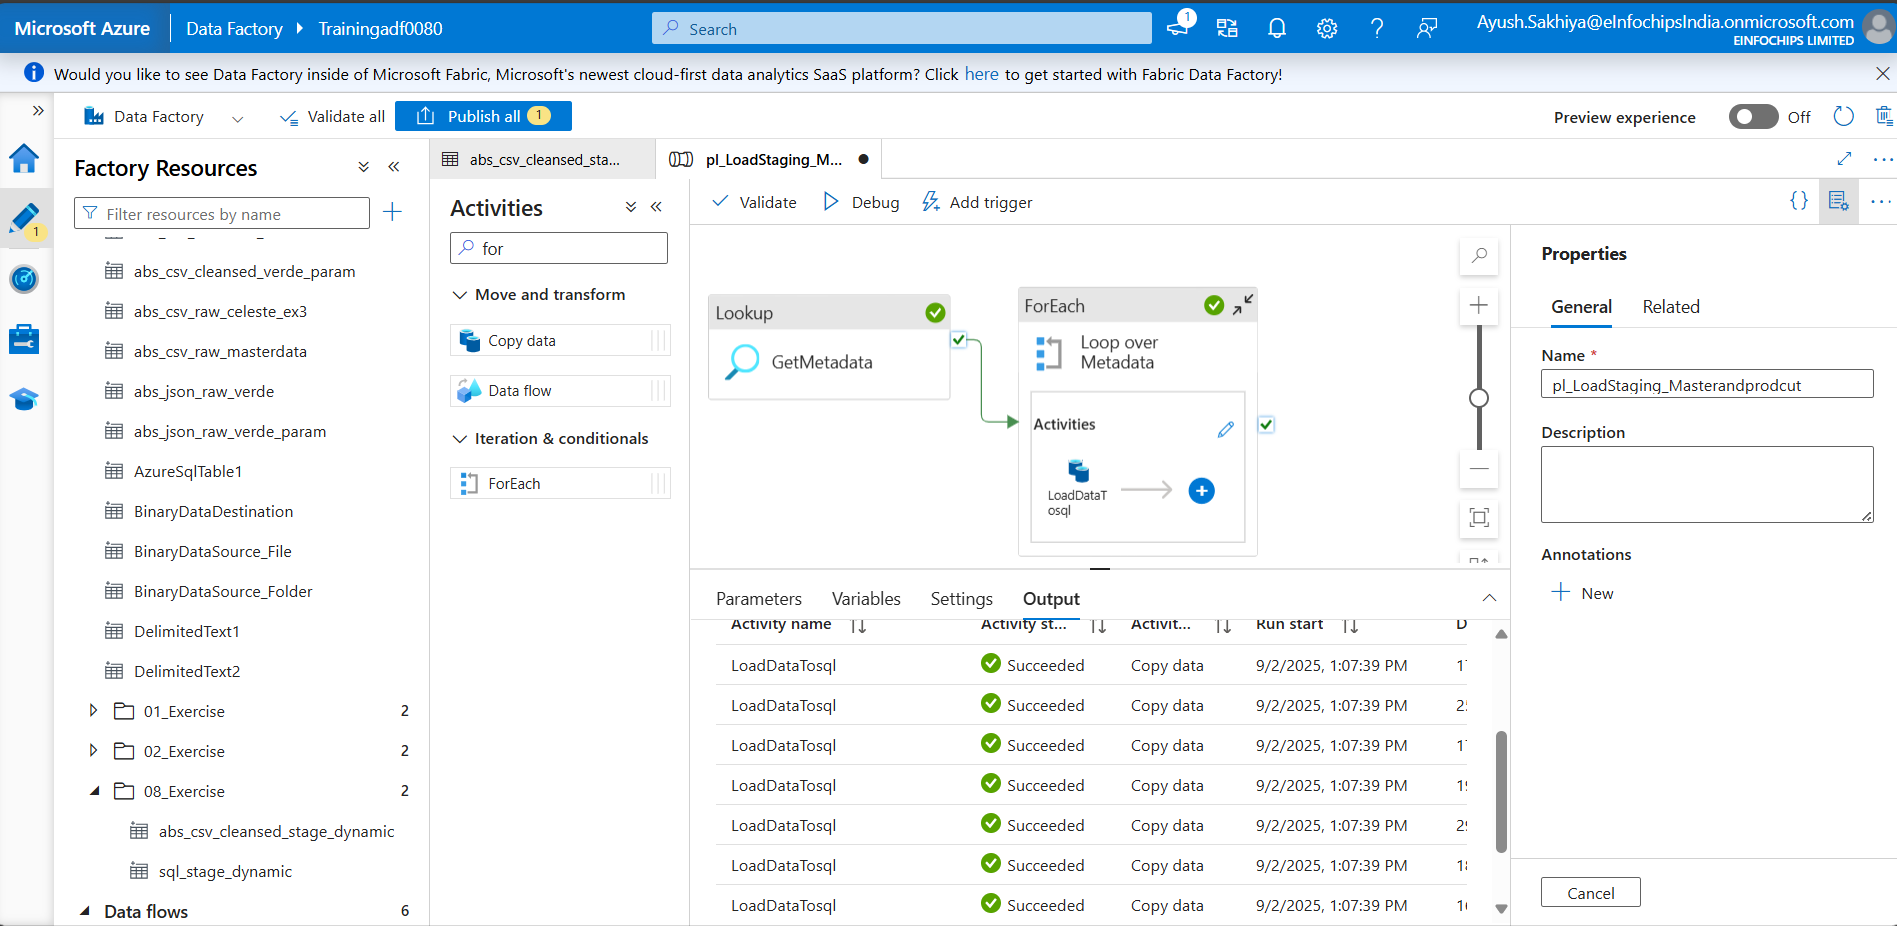 Microsoft Azure
Data Factory
Trainingadf0080
Search
1
Ayush.Sakhiya@eInfochipsIndia.onmicrosoft.com
EINFOCHIPS LIMITED
Would you like to see Data Factory inside of Microsoft Fabric, Microsoft's newest cloud-first data analytics SaaS platform? Click here to get started with Fabric Data Factory!
Data Factory
Validate all
Publish all 1
Preview experience
Off
1
Factory Resources
Filter resources by name
abs_csv_cleansed_verde_param
abs_csv_raw_celeste_ex3
abs_csv_raw_masterdata
abs_json_raw_verde
abs_json_raw_verde_param
AzureSqlTable1
BinaryDataDestination
BinaryDataSource_File
BinaryDataSource_Folder
DelimitedText1
DelimitedText2
01_Exercise 2
02_Exercise 2
08_Exercise 2
abs_csv_cleansed_stage_dynamic
sql_stage_dynamic
Data flows 6
abs_csv_cleansed_sta...
pl_LoadStaging_M...
Activities
for
Move and transform
Copy data
Data flow
Iteration & conditionals
ForEach
Validate
Debug
Add trigger
{}
Lookup
GetMetadata
ForEach
Loop over
Metadata
Activities
LoadDataT
osql
Parameters Variables Settings Output
Activity name Activity st... Activit... Run start D
LoadDataTosql Succeeded Copy data 9/2/2025, 1:07:39 PM
LoadDataTosql Succeeded Copy data 9/2/2025, 1:07:39 PM
LoadDataTosql Succeeded Copy data 9/2/2025, 1:07:39 PM
LoadDataTosql Succeeded Copy data 9/2/2025, 1:07:39 PM
LoadDataTosql Succeeded Copy data 9/2/2025, 1:07:39 PM
LoadDataTosql Succeeded Copy data 9/2/2025, 1:07:39 PM
LoadDataTosql Succeeded Copy data 9/2/2025, 1:07:39 PM
Properties
General Related
Name *
pl_LoadStaging_Masterandprodcut
Description
Annotations
New
Cancel